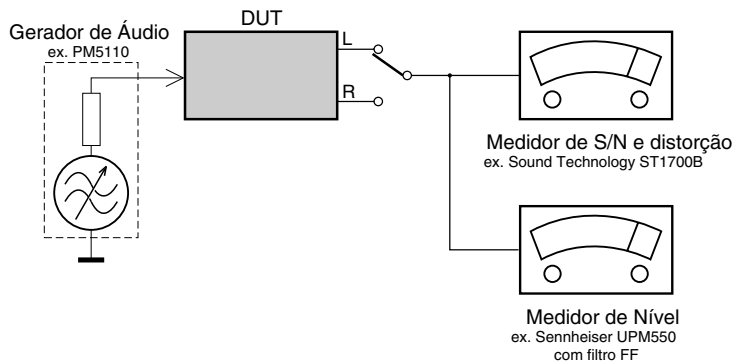 DUT
Gerador de Áudio
ex. PM5110
L
R
Medidor de S/N e distorção
ex. Sound Technology ST1700B
Medidor de Nível
ex. Sennheiser UPM550
com filtro FF